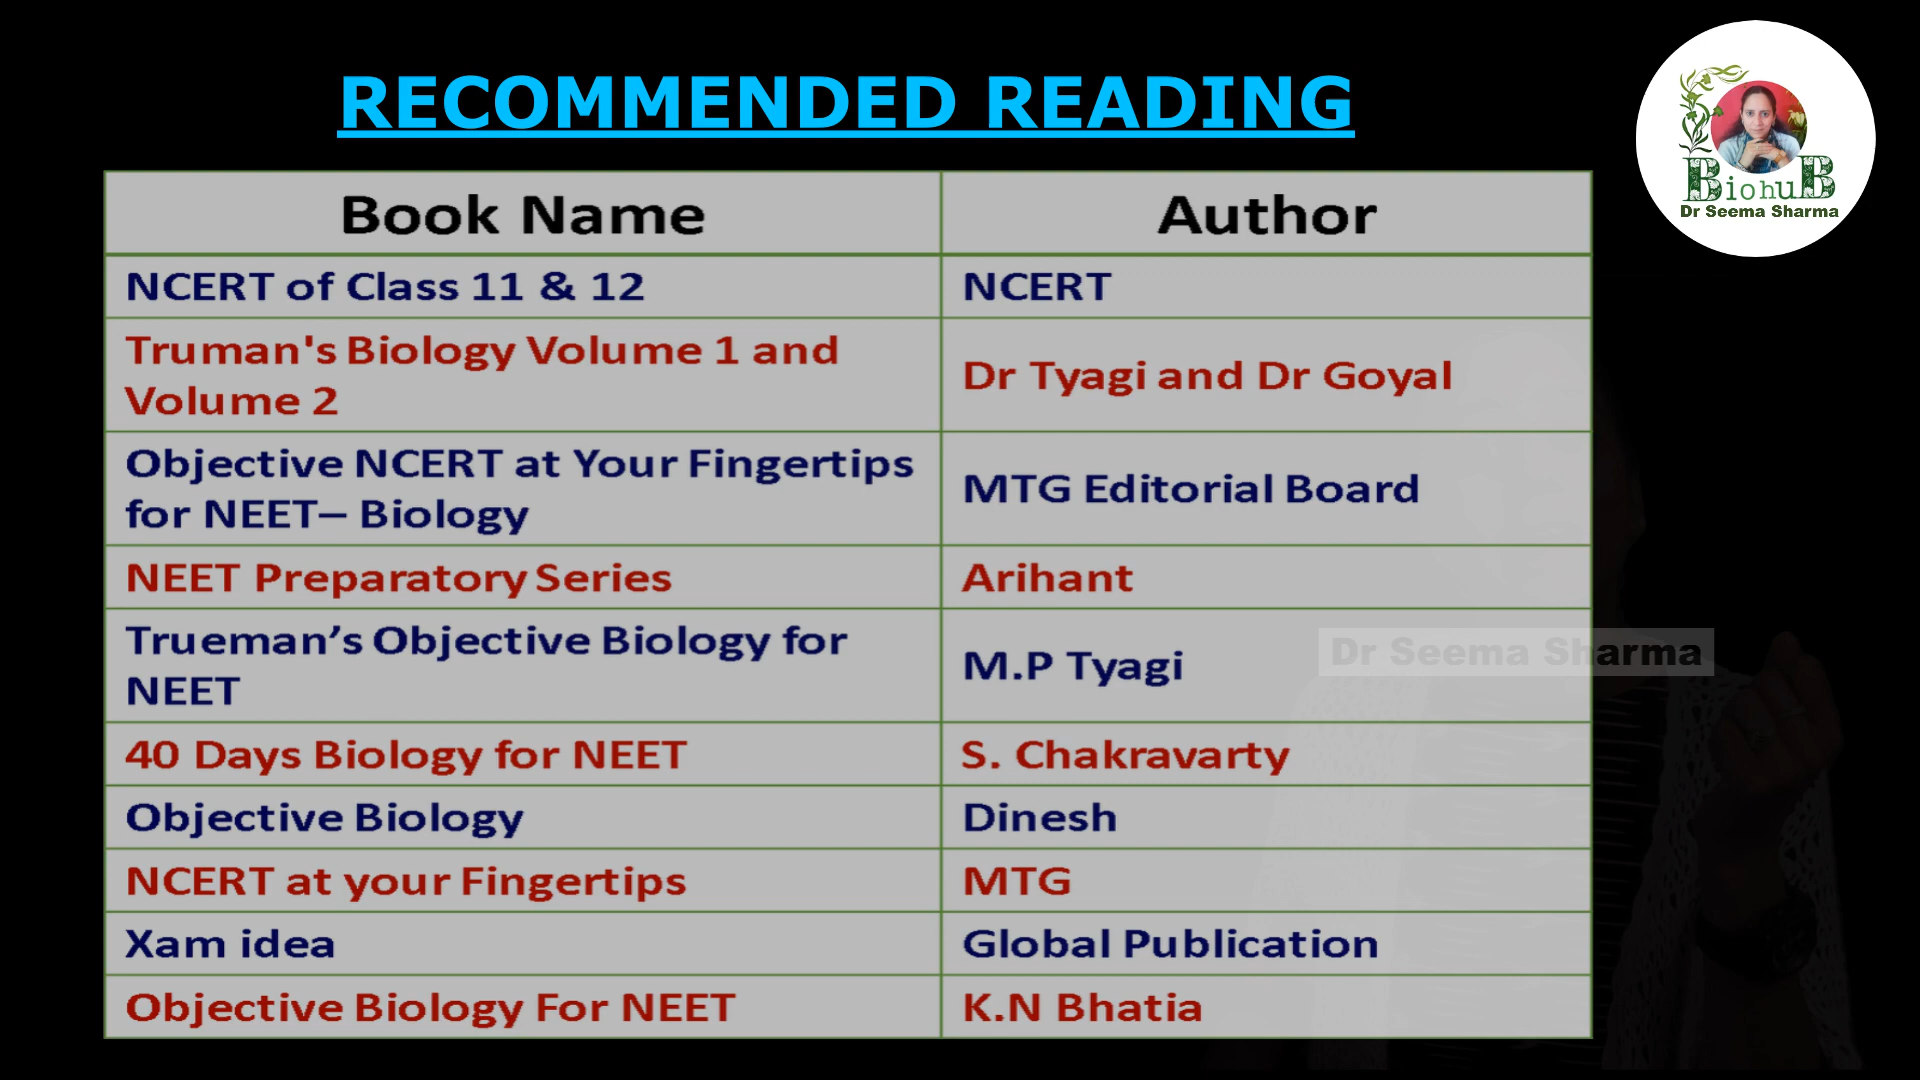 RECOMMENDED READING
BiohuB
Dr Seema Sharma
Book Name Author
NCERT of Class 11 & 12 NCERT
Truman's Biology Volume 1 and
Volume 2
Dr Tyagi and Dr Goyal
Objective NCERT at Your Fingertips
for NEET– Biology
MTG Editorial Board
NEET Preparatory Series Arihant
Trueman’s Objective Biology for
NEET
M.P Tyagi
Dr Seema Sharma
40 Days Biology for NEET S. Chakravarty
Objective Biology Dinesh
NCERT at your Fingertips MTG
Xam idea Global Publication
Objective Biology For NEET K.N Bhatia